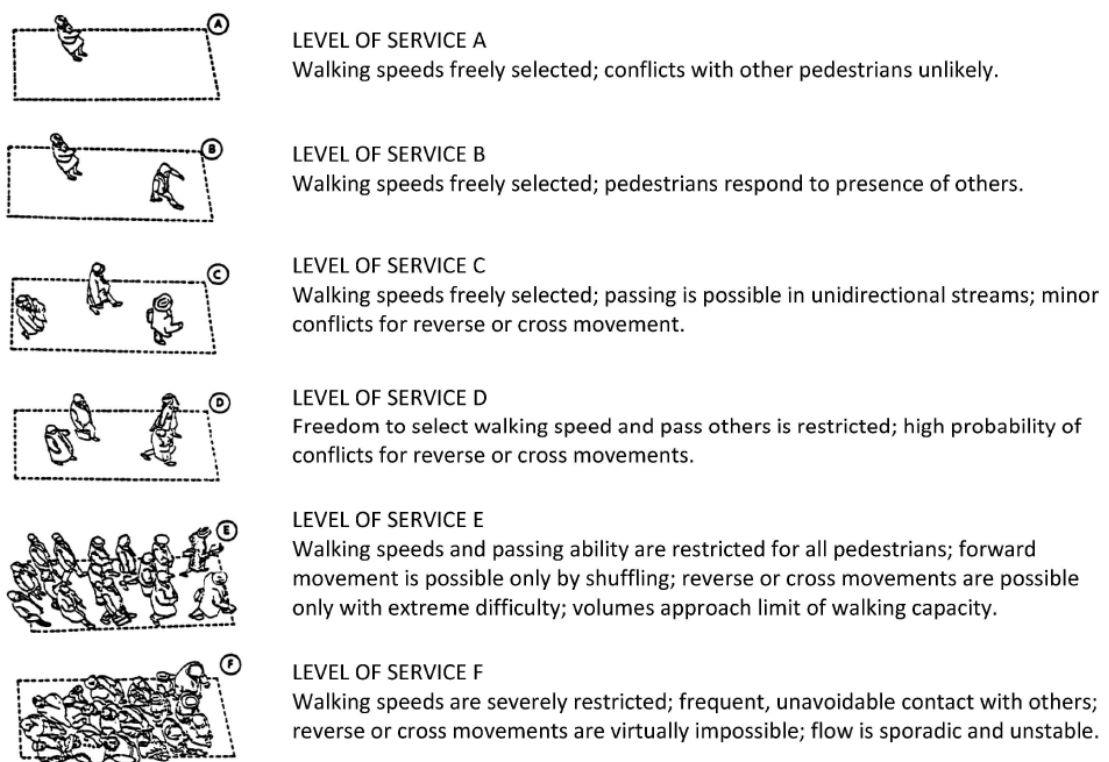 A
LEVEL OF SERVICE A
Walking speeds freely selected; conflicts with other pedestrians unlikely.
B
LEVEL OF SERVICE B
Walking speeds freely selected; pedestrians respond to presence of others.
C
LEVEL OF SERVICE C
Walking speeds freely selected; passing is possible in unidirectional streams; minor
conflicts for reverse or cross movement.
D
LEVEL OF SERVICE D
Freedom to select walking speed and pass others is restricted; high probability of
conflicts for reverse or cross movements.
E
LEVEL OF SERVICE E
Walking speeds and passing ability are restricted for all pedestrians; forward
movement is possible only by shuffling; reverse or cross movements are possible
only with extreme difficulty; volumes approach limit of walking capacity.
F
LEVEL OF SERVICE F
Walking speeds are severely restricted; frequent, unavoidable contact with others;
reverse or cross movements are virtually impossible; flow is sporadic and unstable.